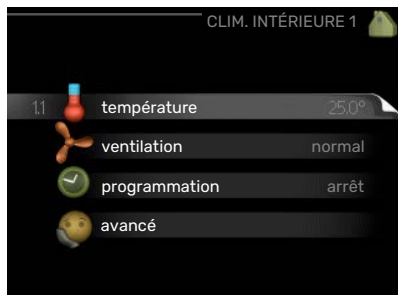 CLIM. INTÉRIEURE 1
1.1 température 25.0°
ventilation normal
programmation arrêt
avancé